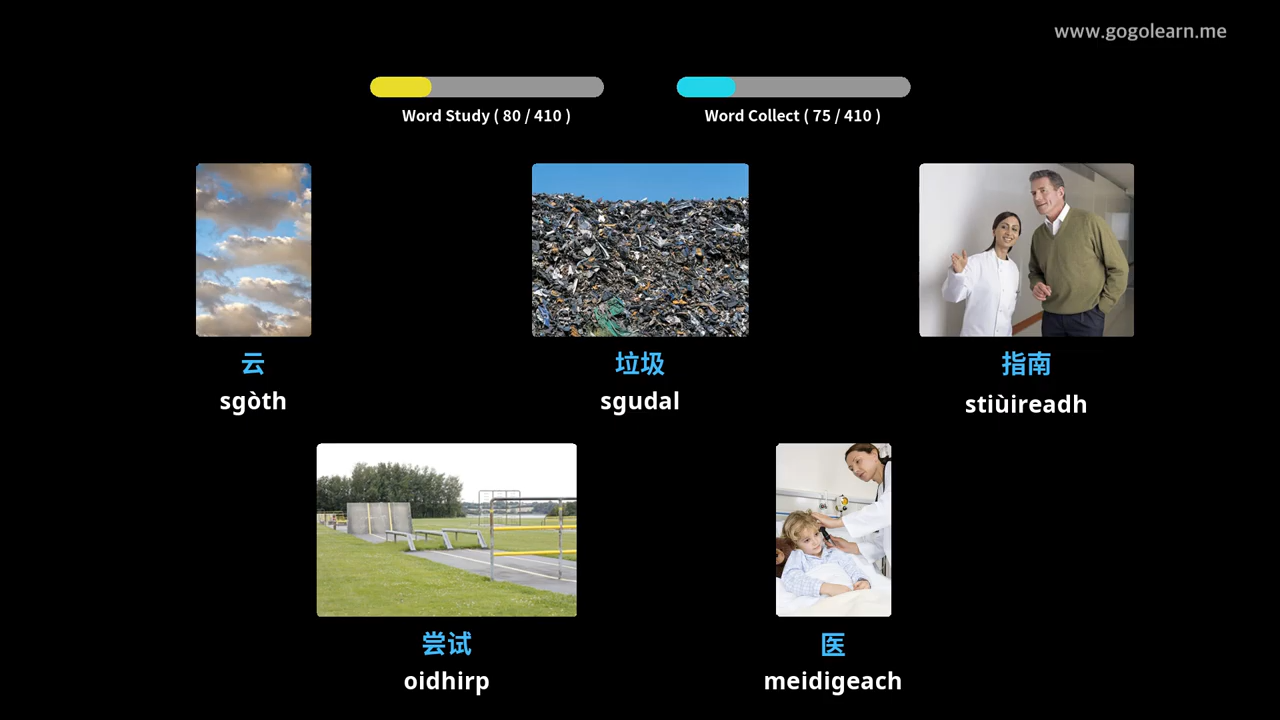 www.gogolearn.me
Word Study ( 80 / 410 )
Word Collect ( 75 / 410 )
云
sgòth
垃圾
sgudal
指南
stiùireadh
尝试
oidhirp
医
meidigeach